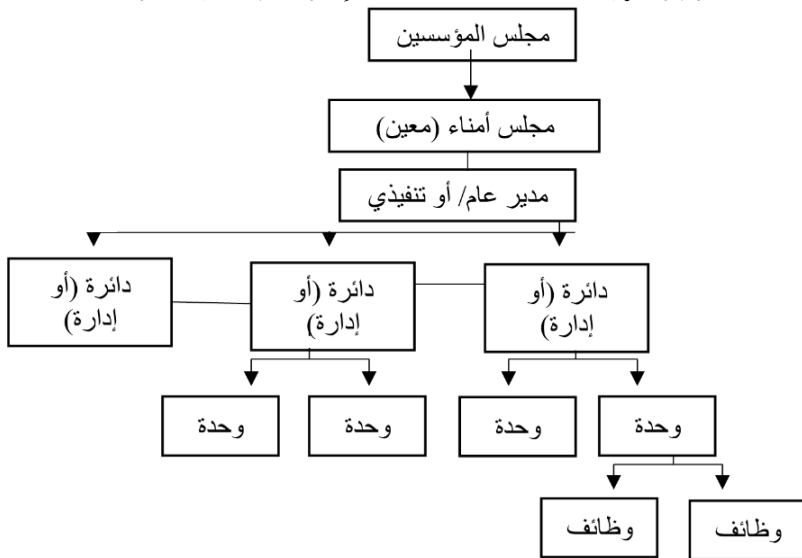 مجلس المؤسسين
مجلس أمناء (معين)
مدير عام/ أو تنفيذي
دائرة (أو
إدارة)
دائرة (أو
إدارة)
دائرة (أو
إدارة)
وحدة
وحدة
وحدة
وحدة
وظائف
وظائف